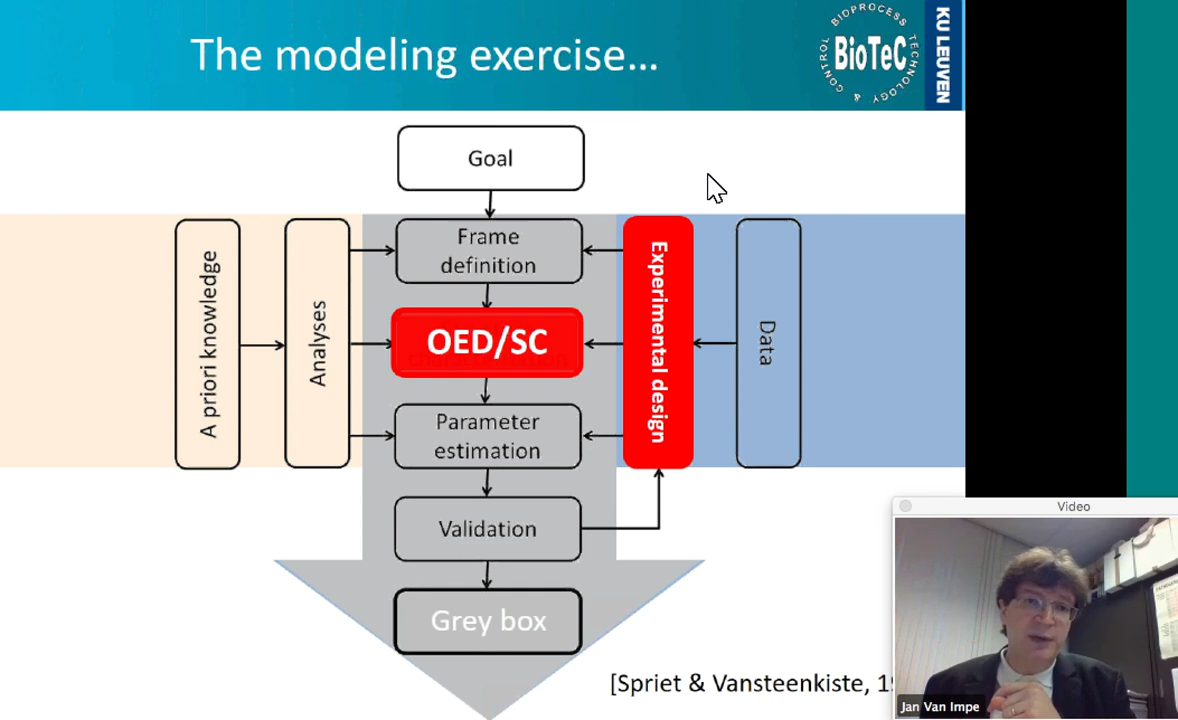 The modeling exercise...
CONTROL BIOPROCESS TECHNOLOGY &
BioTeC
KU LEUVEN
Goal
A priori knowledge
Analyses
Frame
definition
OED/SC
Parameter
estimation
Validation
Grey box
Experimental design
Data
[Spriet & Vansteenkiste,
Video
Jan Van Impe